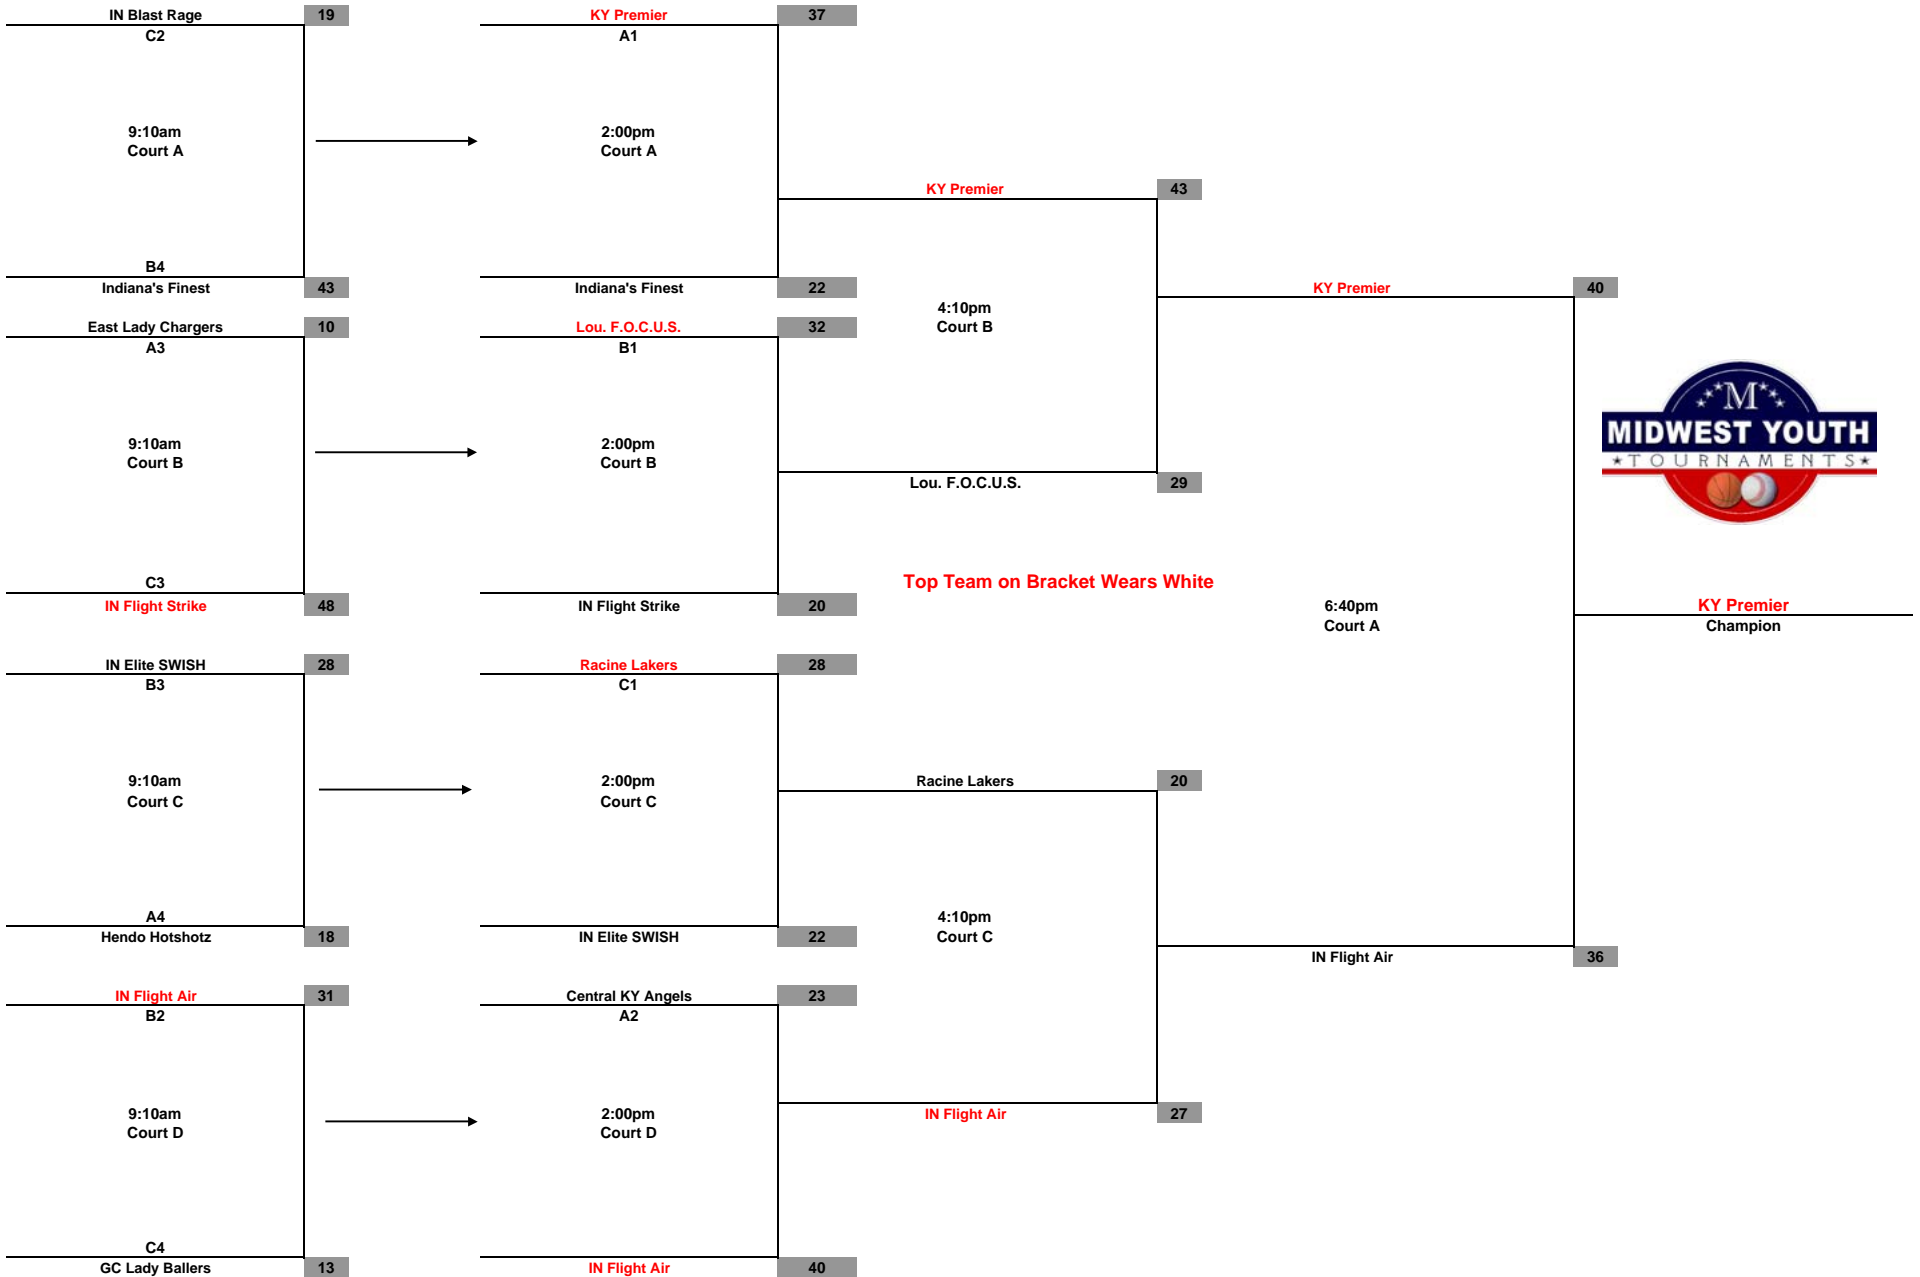 IN Blast Rage 19
C2
9:10am
Court A
B4
Indiana's Finest 43
East Lady Chargers 10
A3
9:10am
Court B
C3
IN Flight Strike 48
IN Elite SWISH 28
B3
9:10am
Court C
A4
Hendo Hotshotz 18
IN Flight Air 31
B2
9:10am
Court D
C4
GC Lady Ballers 13
KY Premier 37
A1
2:00pm
Court A
Indiana's Finest 22
Lou. F.O.C.U.S. 32
B1
2:00pm
Court B
IN Flight Strike 20
Racine Lakers 28
C1
2:00pm
Court C
IN Elite SWISH 22
Central KY Angels 23
A2
2:00pm
Court D
IN Flight Air 40
KY Premier 43
4:10pm
Court B
Lou. F.O.C.U.S. 29
Top Team on Bracket Wears White
Racine Lakers 20
4:10pm
Court C
IN Flight Air 27
KY Premier 40
6:40pm
Court A
IN Flight Air 36
M
MIDWEST YOUTH
TOURNAMENTS
KY Premier
Champion